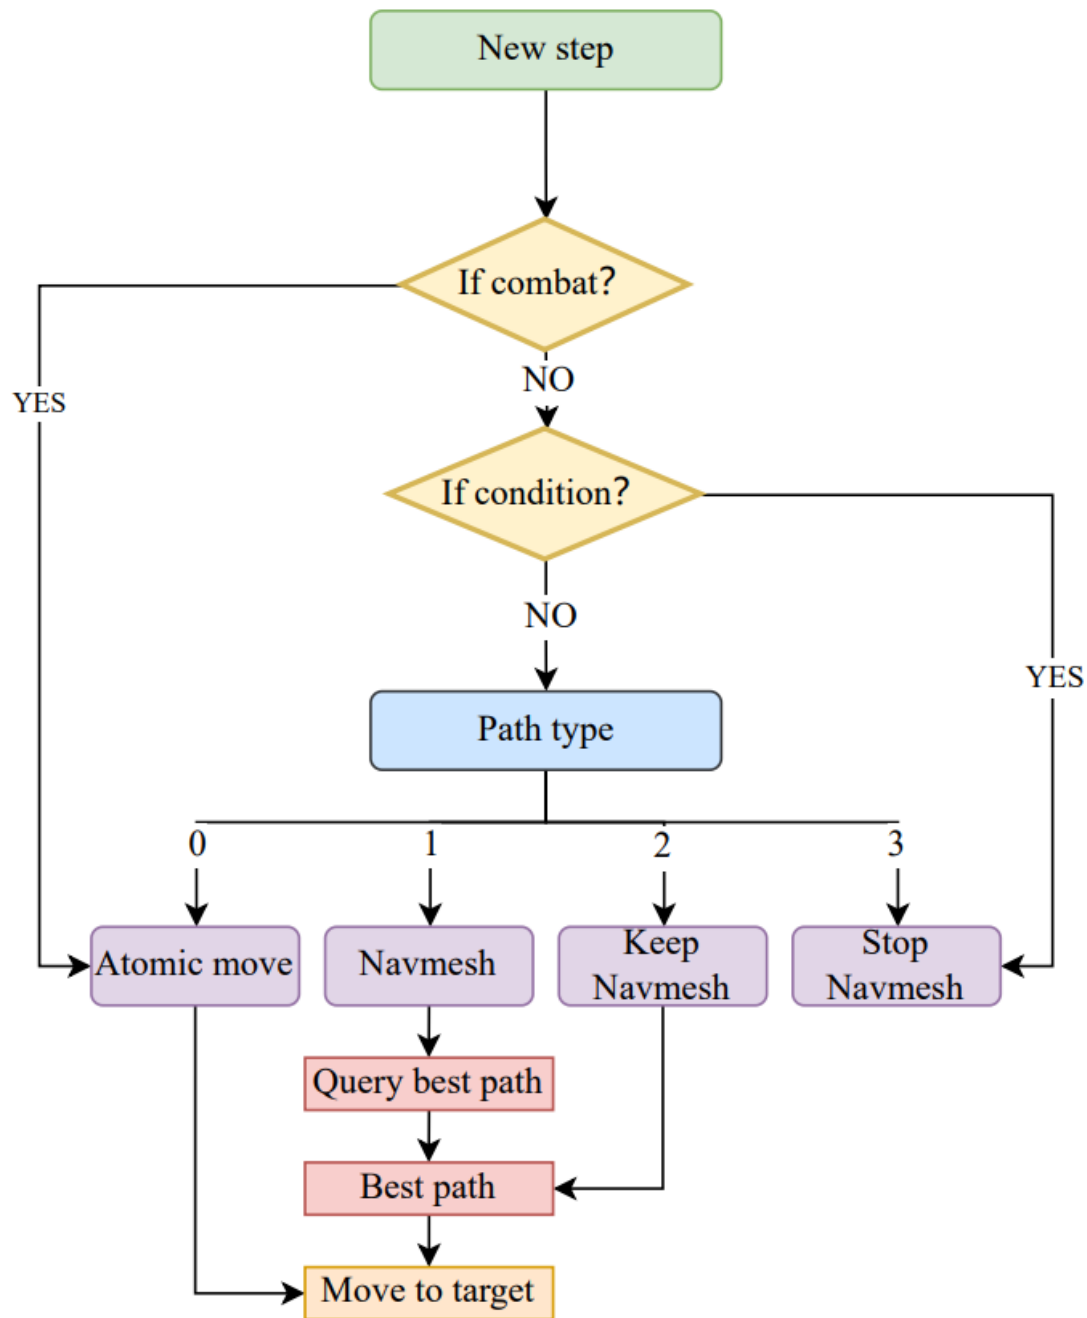 New step
If combat?
NO
YES
If condition?
NO
YES
Path type
0
1
2
3
Atomic move
Navmesh
Keep
Navmesh
Stop
Navmesh
Query best path
Best path
Move to target